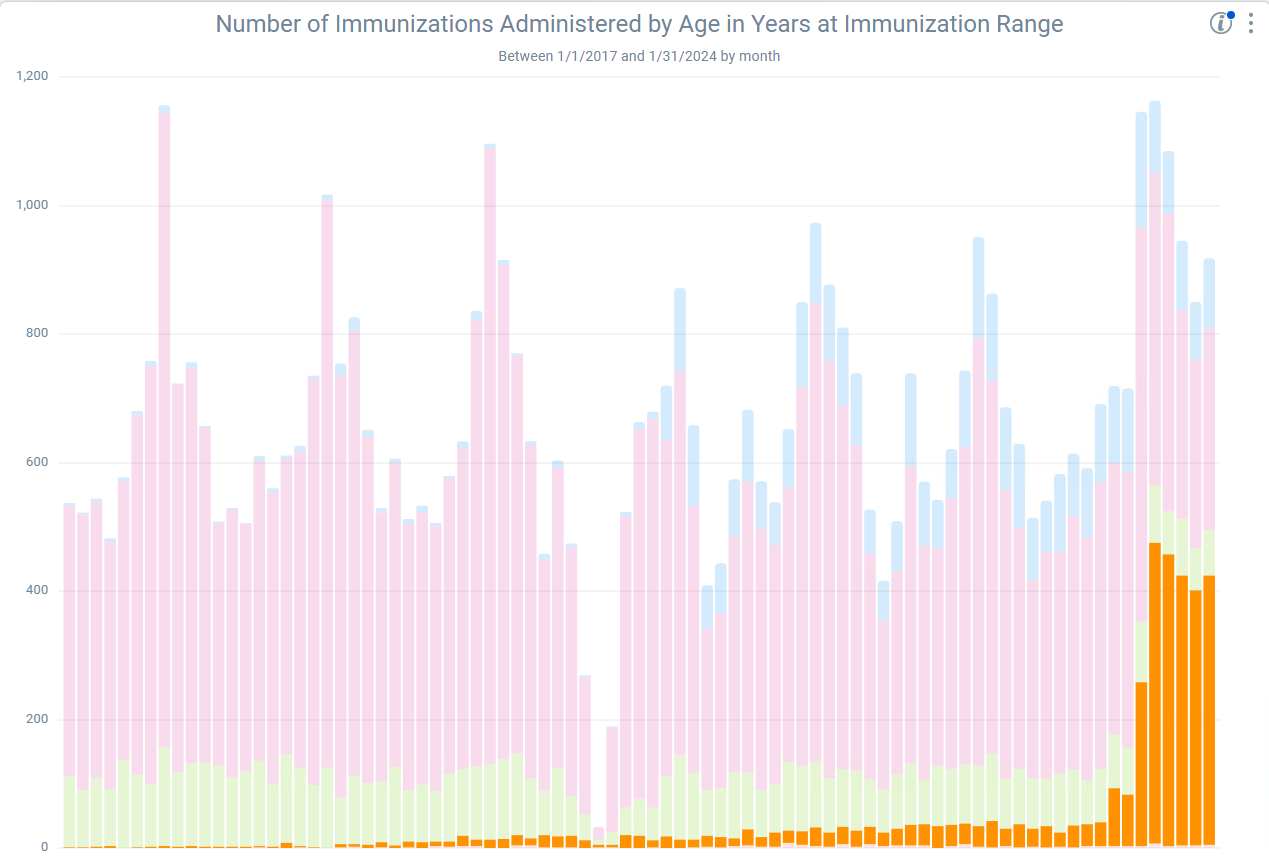 Number of Immunizations Administered by Age in Years at Immunization Range
i
Between 1/1/2017 and 1/31/2024 by month
1,200
1,000
800
600
400
200
0